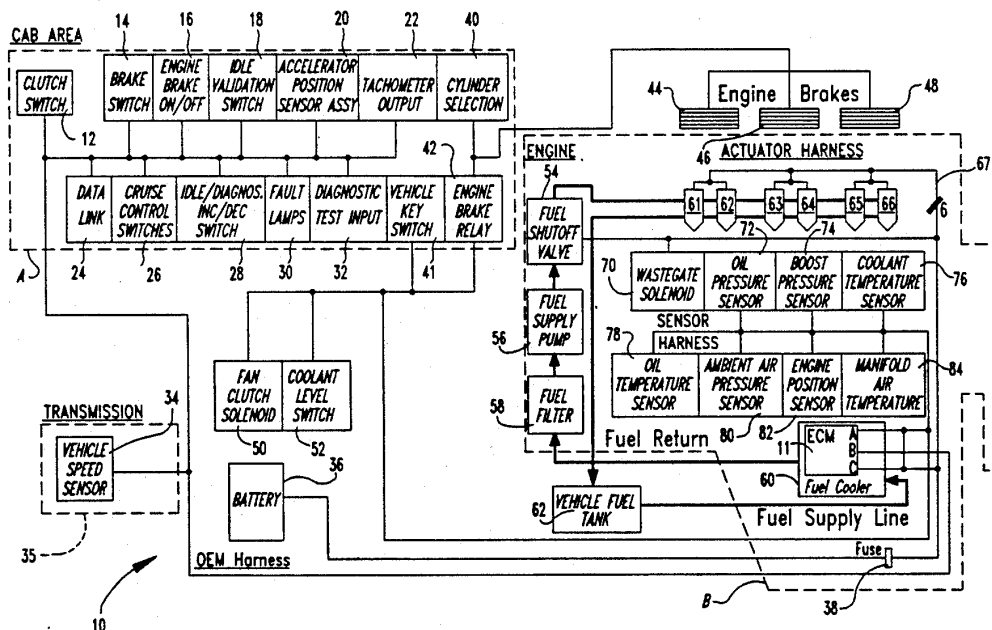 CAB AREA
14
16
18
20
22
40
CLUTCH
SWITCH,
12
BRAKE
SWITCH
ENGINE
BRAKE
ON/OFF
IDLE
VALIDATION
SWITCH
ACCELERATOR
POSITION
SENSOR ASSY
TACHOMETER
OUTPUT
CYLINDER
SELECTION
42
DATA
LINK
CRUISE
CONTROL
SWITCHES
IDLE/DIAGNOS.
INC/DEC
SWITCH
FAULT
LAMPS
DIAGNOSTIC
TEST INPUT
VEHICLE
KEY
SWITCH
ENGINE
BRAKE
RELAY
A
24
26
28
30
32
41
44
Engine Brakes
48
46
ENGINE
ACTUATOR HARNESS
54
67
6
61
62
63
64
65
66
FUEL
SHUTOFF
VALVE
72
74
70
WASTEGATE
SOLENOID
OIL
PRESSURE
SENSOR
BOOST
PRESSURE
SENSOR
COOLANT
TEMPERATURE
SENSOR
76
FUEL
SUPPLY
PUMP
56
SENSOR
HARNESS
78
OIL
TEMPERATURE
SENSOR
AMBIENT AIR
PRESSURE
SENSOR
ENGINE
POSITION
SENSOR
MANIFOLD
AIR
TEMPERATURE
84
FUEL
FILTER
58
80
82
Fuel Return
ECM
11
A
B
C
60
Fuel Cooler
FAN
CLUTCH
SOLENOID
COOLANT
LEVEL
SWITCH
50
52
TRANSMISSION
34
VEHICLE
SPEED
SENSOR
35
BATTERY
36
62
VEHICLE FUEL
TANK
Fuel Supply Line
OEM Harness
Fuse
38
B
10